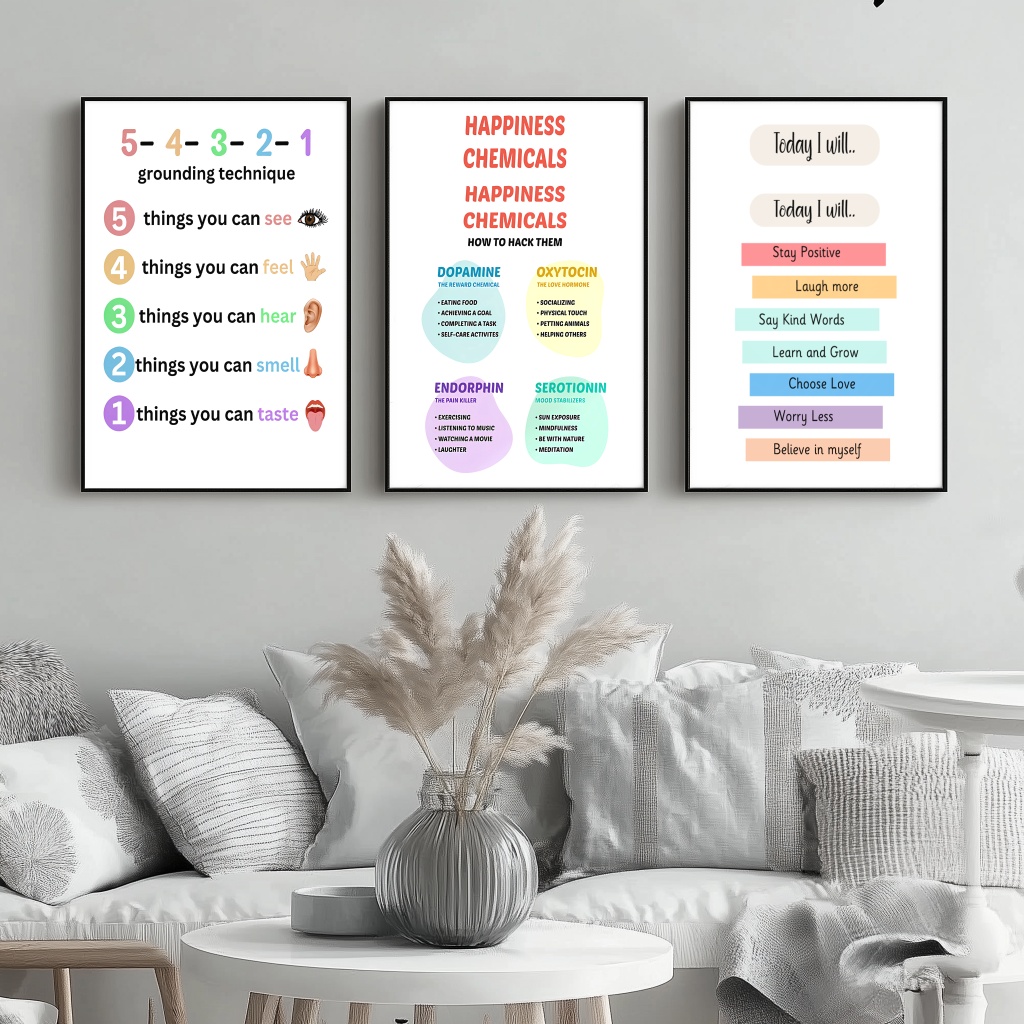 5- 4- 3- 2- 1
grounding technique
5 things you can see
4 things you can feel
3 things you can hear
2 things you can smell
1 things you can taste
HAPPINESS
CHEMICALS
HAPPINESS
CHEMICALS
HOW TO HACK THEM
DOPAMINE
THE REWARD CHEMICAL
• EATING FOOD
• ACHIEVING A GOAL
• COMPLETING A TASK
• SELF-CARE ACTIVITES
OXYTOCIN
THE LOVE HORMONE
• SOCIALIZING
• PHYSICAL TOUCH
• PETTING ANIMALS
• HELPING OTHERS
ENDORPHIN
THE PAIN KILLER
• EXERCISING
• LISTENING TO MUSIC
• WATCHING A MOVIE
• LAUGHTER
SEROTIONIN
MOOD STABILIZERS
• SUN EXPOSURE
• MINDFULNESS
• BE WITH NATURE
• MEDITATION
Today I will..
Today I will..
Stay Positive
Laugh more
Say Kind Words
Learn and Grow
Choose Love
Worry Less
Believe in myself